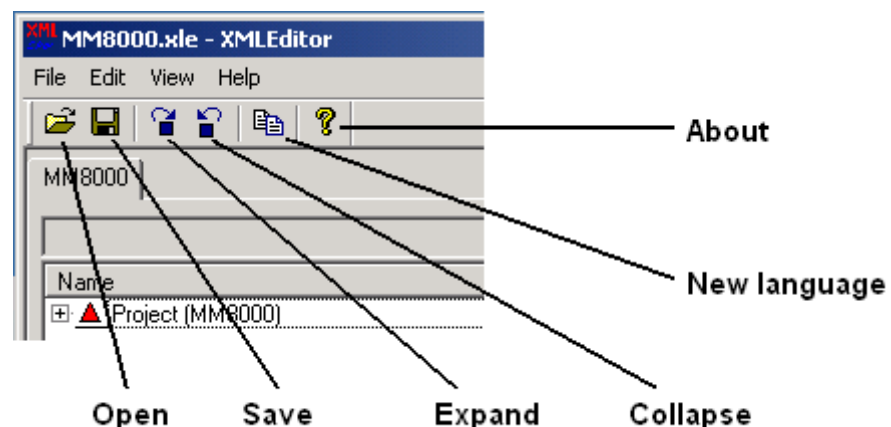 XML
MM8000.xle - XMLEditor
File Edit View Help
About
MM8000
Name
New language
Project (MM8000)
Open Save Expand Collapse